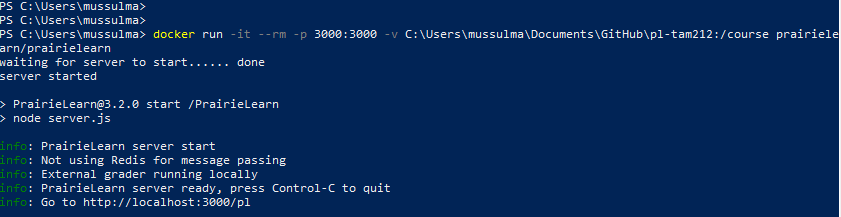 PS C:\Users\mussulma>
PS C:\Users\mussulma>
PS C:\Users\mussulma> docker run -it --rm -p 3000:3000 -v C:\Users\mussulma\Documents\GitHub\pl-tam212:/course prairiele
arn/prairielearn
waiting for server to start...... done
server started
> PrairieLearn@3.2.0 start /PrairieLearn
> node server.js
info: PrairieLearn server start
info: Not using Redis for message passing
info: External grader running locally
info: PrairieLearn server ready, press Control-C to quit
info: Go to http://localhost:3000/pl